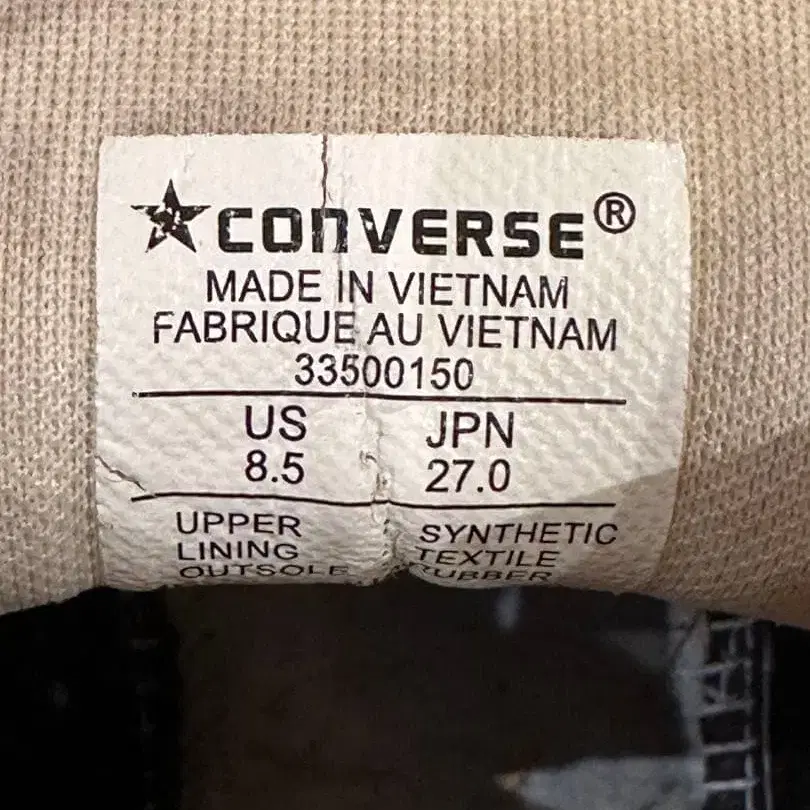 CONVERSE®
MADE IN VIETNAM
FABRIQUE AU VIETNAM
33500150
US JPN
8.5 27.0
UPPER SYNTHETIC
LINING TEXTILE
OUTSOLE RUBBER